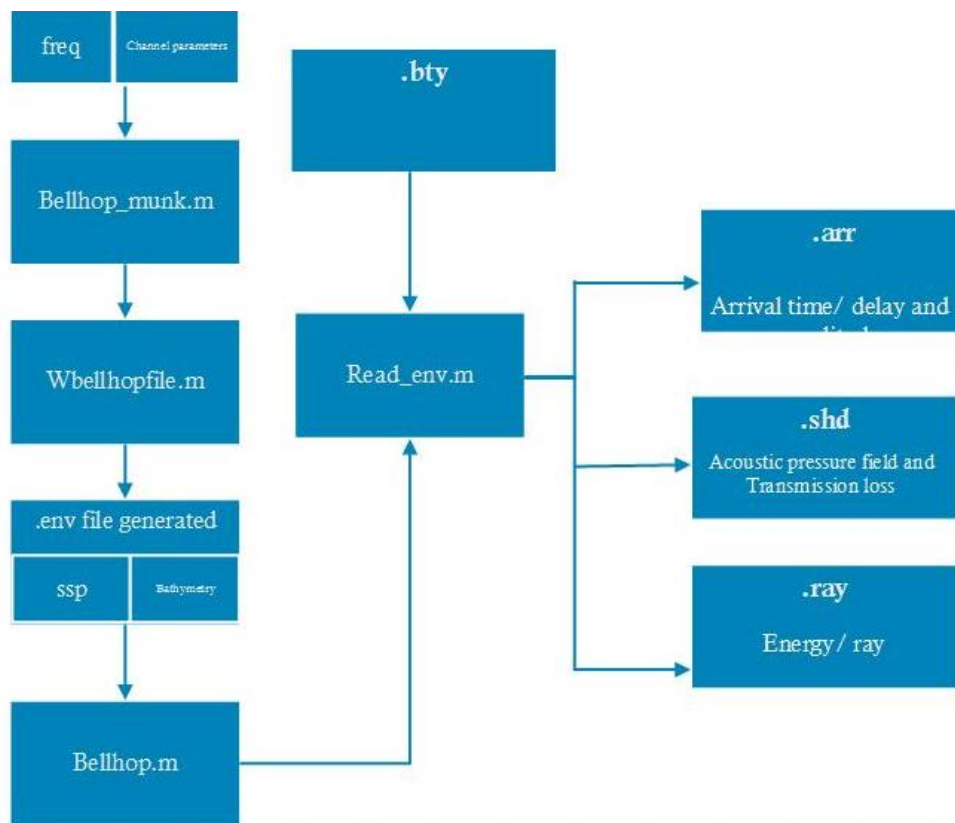 freq
Channel parameters
Bellhop_munk.m
Wbellhopfile.m
.env file generated
ssp
Bathymetry
Bellhop.m
.bty
Read_env.m
.arr
Arrival time/ delay and
.shd
Acoustic pressure field and
Transmission loss
.ray
Energy/ ray